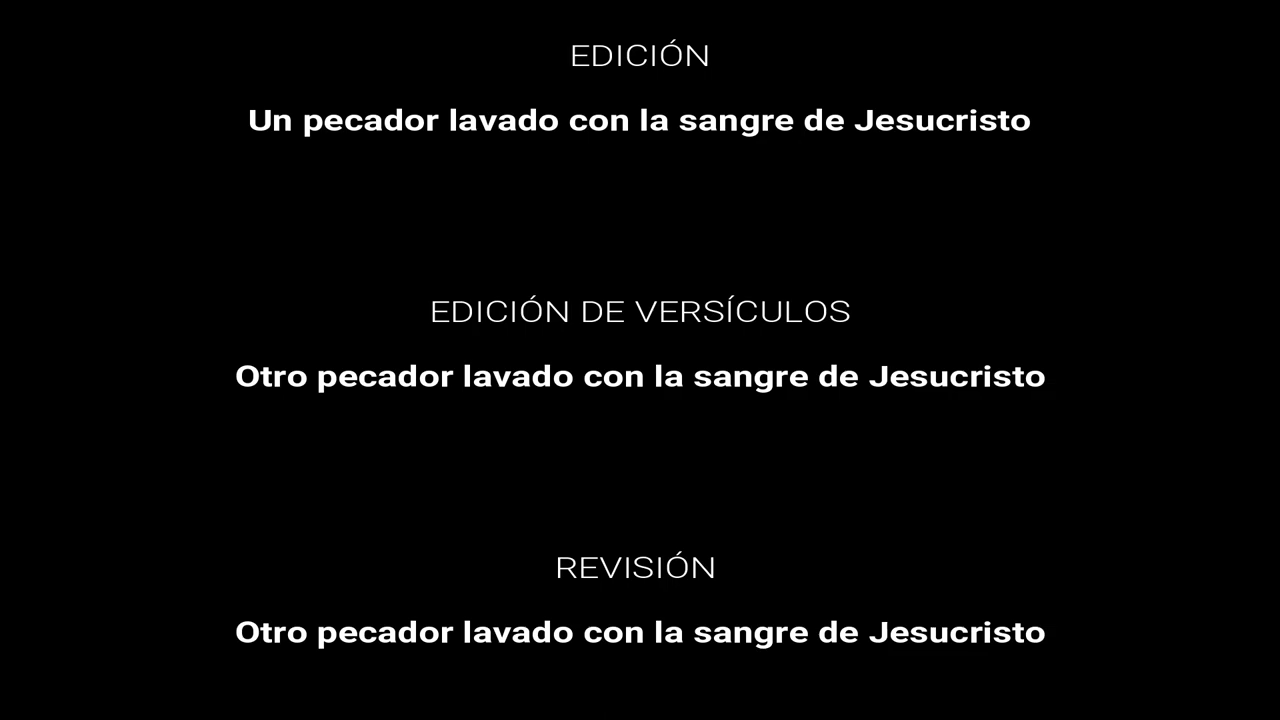 EDICIÓN
Un pecador lavado con la sangre de Jesucristo
EDICIÓN DE VERSÍCULOS
Otro pecador lavado con la sangre de Jesucristo
REVISIÓN
Otro pecador lavado con la sangre de Jesucristo